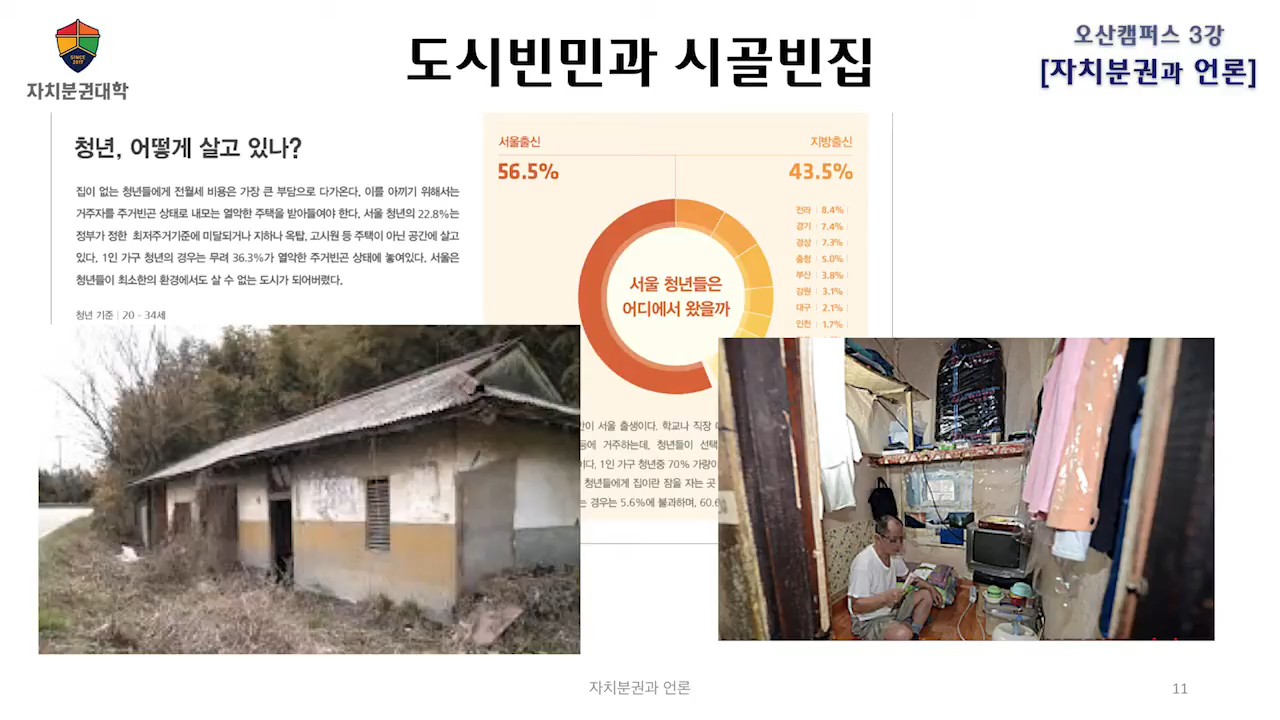 도시빈민과 시골빈집
오산캠퍼스 3강
[자치분권과 언론]
SINCE
2017
자치분권대학
청년, 어떻게 살고 있나?
집이 없는 청년들에게 전월세 비용은 가장 큰 부담으로 다가온다. 이를 아끼기 위해서는
거주자를 주거빈곤 상태로 내모는 열악한 주택을 받아들여야 한다. 서울 청년의 22.8%는
정부가 정한 최저주거기준에 미달되거나 지하나 옥탑, 고시원 등 주택이 아닌 공간에 살고
있다. 1인 가구 청년의 경우는 무려 36.3%가 열악한 주거빈곤 상태에 놓여있다. 서울은
청년들이 최소한의 환경에서도 살 수 없는 도시가 되어버렸다.
청년 기준 | 20 - 34세
서울출신
56.5%
지방출신
43.5%
서울 청년들은
어디에서 왔을까
전라 | 8.4%
경기 | 7.4%
경상 | 7.3%
충청 | 5.0%
부산 | 3.8%
강원 | 3.1%
대구 | 2.1%
인천 | 1.7%
서울 출생이다. 학교나 직장
거주하는데, 청년들이 선택
1인 가구 청년중 70% 가량이
청년들에게 집이란 잠을 자는 곳
경우는 5.6%에 불과하며, 60.6
자치분권과 언론
11